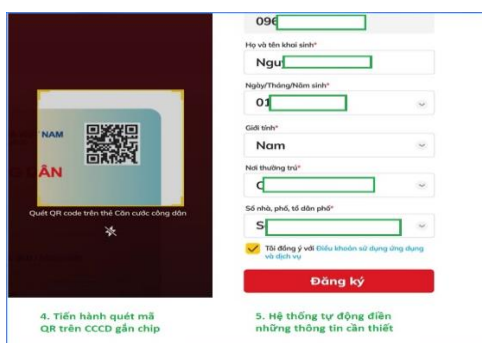 NAM
ÂN
Quét QR code trên thẻ Căn cước công dân
4. Tiến hành quét mã
QR trên CCCD gắn chip
096
Họ và tên khai sinh*
Ngu
Ngày/Tháng/Năm sinh*
01
Giới tính*
Nam
Nơi thường trú*
Số nhà, phố, tổ dân phố*
S
Tôi đồng ý với Điều khoản sử dụng ứng dụng
và dịch vụ
Đăng ký
5. Hệ thống tự động điền
những thông tin cần thiết